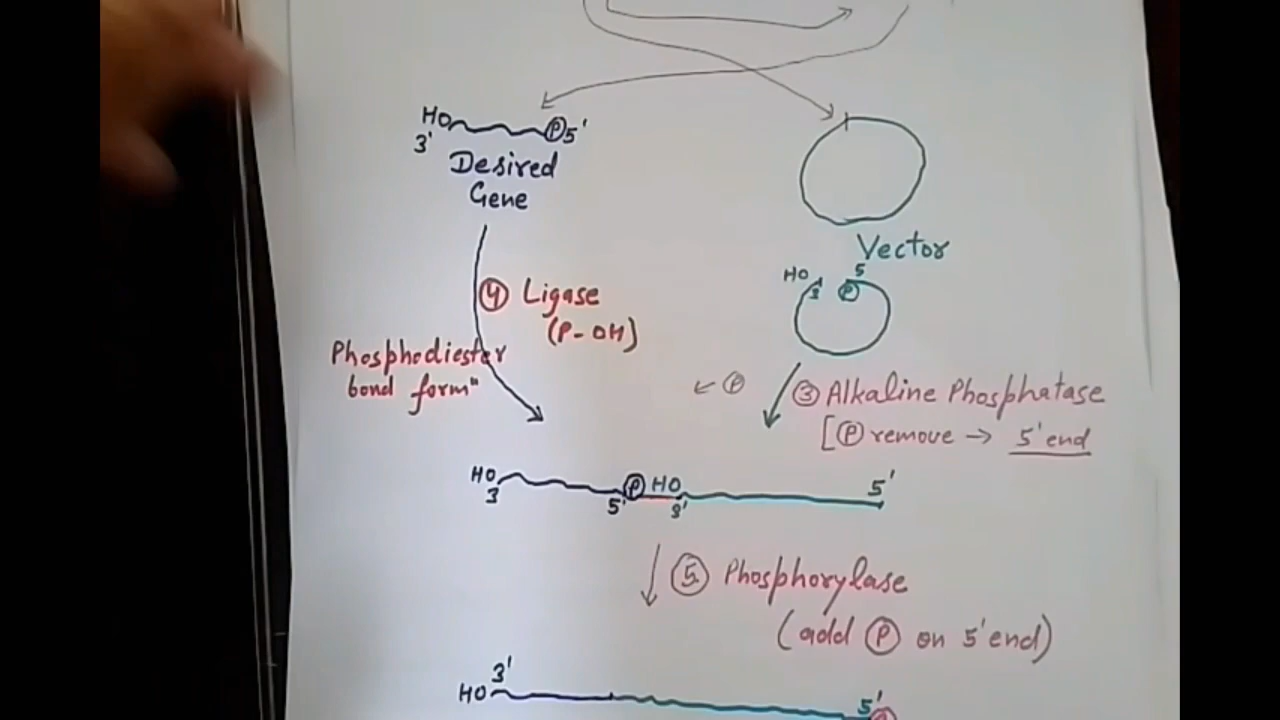 HO P 5'
3'
Desired
Gene
Vector
HO 3 P 5
4 Ligase
(P-OH)
Phosphodiester
bond form"
← P
3 Alkaline Phosphatase
[P remove → 5' end
HO 3 5' P HO 3' 5'
5 Phosphorylase
(add P on 5' end)
HO 3' 5' P